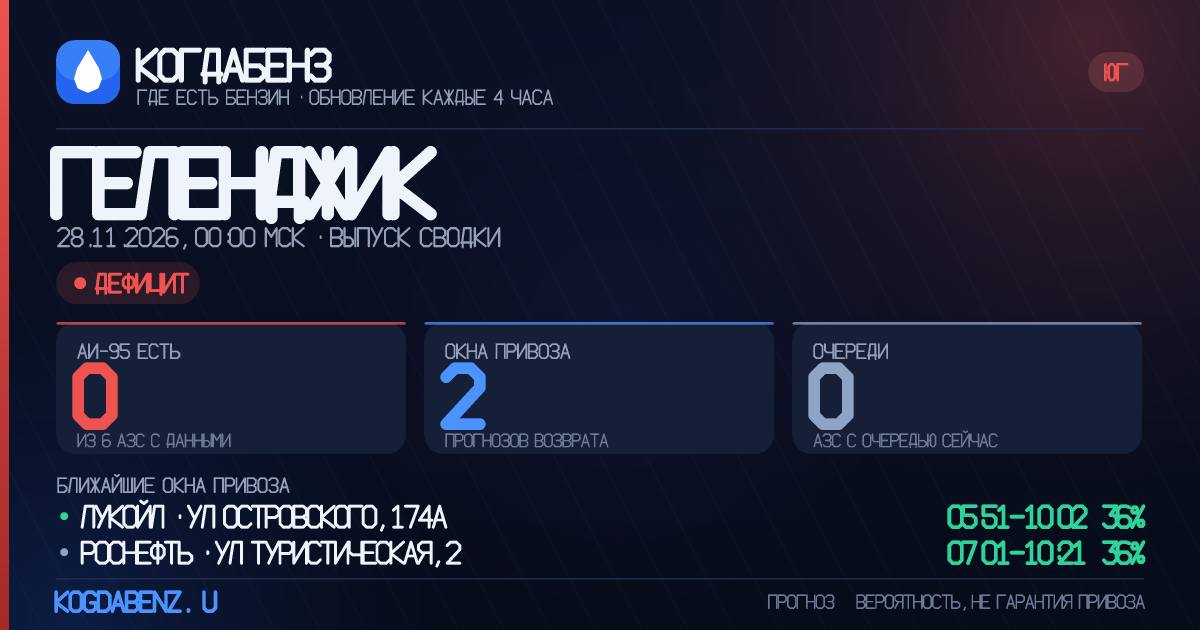 КОГДАБЕНЗ
ГДЕ ЕСТЬ БЕНЗИН · ОБНОВЛЕНИЕ КАЖДЫЕ 4 ЧАСА
ЮГ
ГЕЛЕНДЖИК
28.11.2026, 00:00 МСК · ВЫПУСК СВОДКИ
• ДЕФИЦИТ
АИ-95 ЕСТЬ
0
ИЗ 6 АЗС С ДАННЫМИ
ОКНА ПРИВОЗА
2
ПРОГНОЗОВ ВОЗВРАТА
ОЧЕРЕДИ
0
АЗС С ОЧЕРЕДЬЮ СЕЙЧАС
БЛИЖАЙШИЕ ОКНА ПРИВОЗА
• ЛУКОЙЛ · УЛ ОСТРОВСКОГО, 174А 05 51-10 02 36%
• РОСНЕФТЬ · УЛ ТУРИСТИЧЕСКАЯ, 2 07 01-10:21 36%
KOGDABENZ. U
ПРОГНОЗ ВЕРОЯТНОСТЬ, НЕ ГАРАНТИЯ ПРИВОЗА